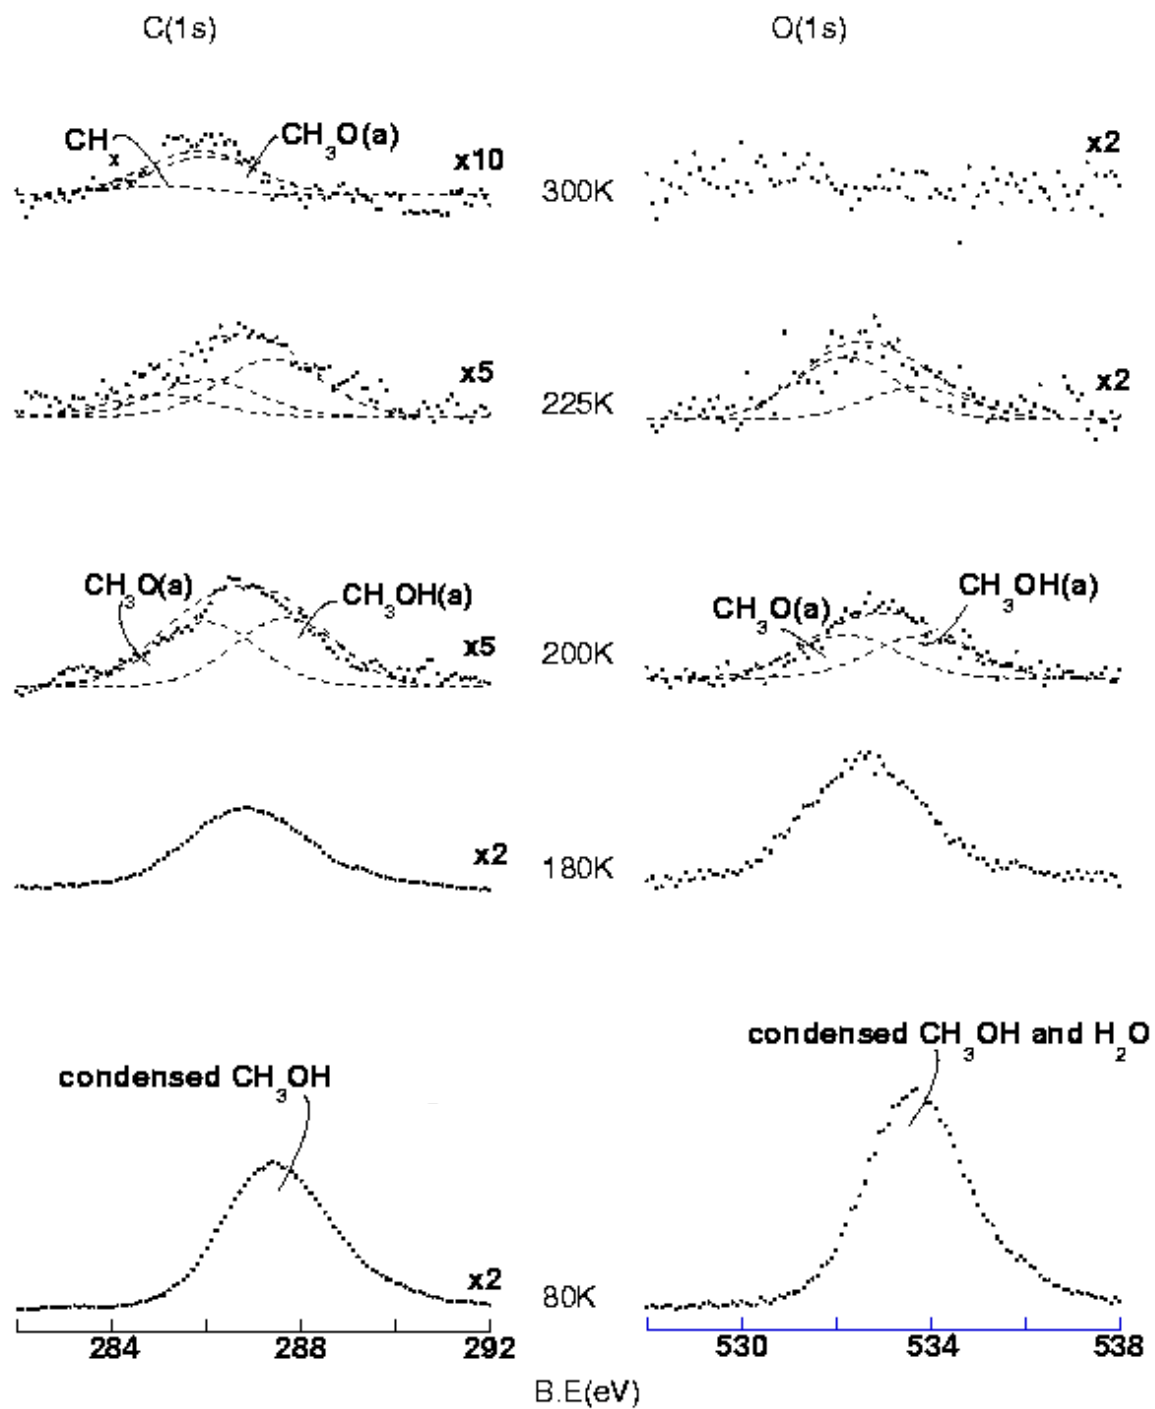 C(1s) O(1s)
CHx CH3O(a) x10 300K x2
x5 225K x2
CH3O(a) CH3OH(a) x5 200K CH3O(a) CH3OH(a)
x2 180K
condensed CH3OH and H2O
condensed CH3OH
x2 80K
284 288 292 530 534 538
B.E(eV)